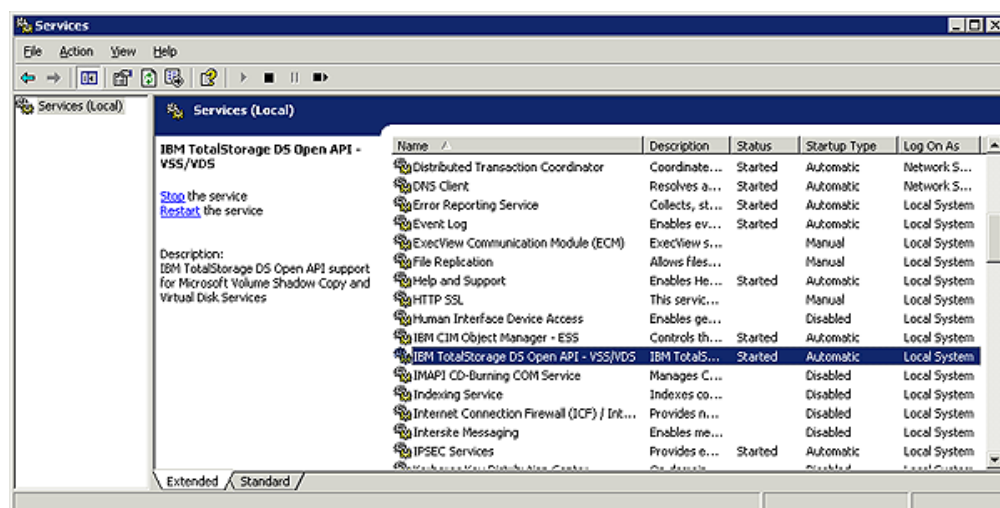 Services
File Action View Help
Services (Local)
Services (Local)
IBM TotalStorage DS Open API -
VSS/VDS
Stop the service
Restart the service
Description:
IBM TotalStorage DS Open API support
for Microsoft Volume Shadow Copy and
Virtual Disk Services
Name Description Status Startup Type Log On As
Distributed Transaction Coordinator Coordinate... Started Automatic Network S...
DNS Client Resolves a... Started Automatic Network S...
Error Reporting Service Collects, st... Started Automatic Local System
Event Log Enables ev... Started Automatic Local System
ExecView Communication Module (ECM) ExecView s... Manual Local System
File Replication Allows files... Manual Local System
Help and Support Enables He... Started Automatic Local System
HTTP SSL This servic... Manual Local System
Human Interface Device Access Enables ge... Disabled Local System
IBM CIM Object Manager - ESS Controls th... Started Automatic Local System
IBM TotalStorage DS Open API - VSS/VDS IBM TotalS... Started Automatic Local System
IMAPI CD-Burning COM Service Manages C... Disabled Local System
Indexing Service Indexes co... Disabled Local System
Internet Connection Firewall (ICF) / Int... Provides n... Disabled Local System
Intersite Messaging Enables me... Disabled Local System
IPSEC Services Provides e... Started Automatic Local System
Extended Standard